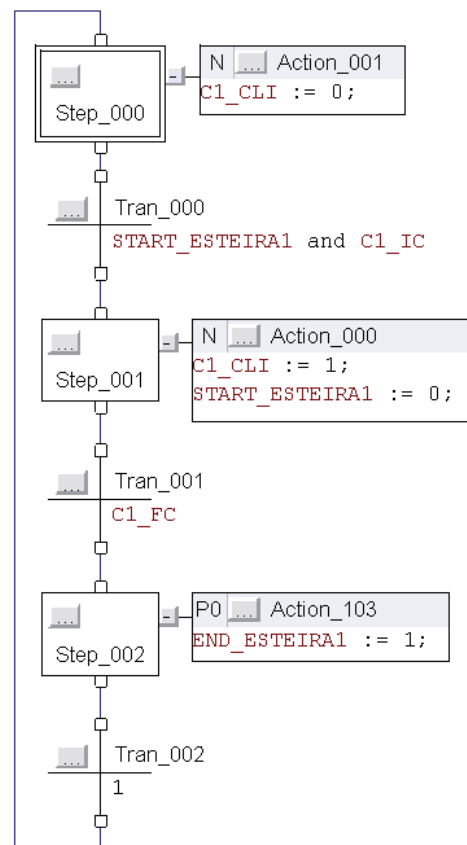 N ... Action_001
...
C1_CLI := 0;
Step_000
... Tran_000
START_ESTEIRA1 and C1_IC
N ... Action_000
...
C1_CLI := 1;
Step_001
START_ESTEIRA1 := 0;
... Tran_001
C1_FC
P0 ... Action_103
...
END_ESTEIRA1 := 1;
Step_002
... Tran_002
1